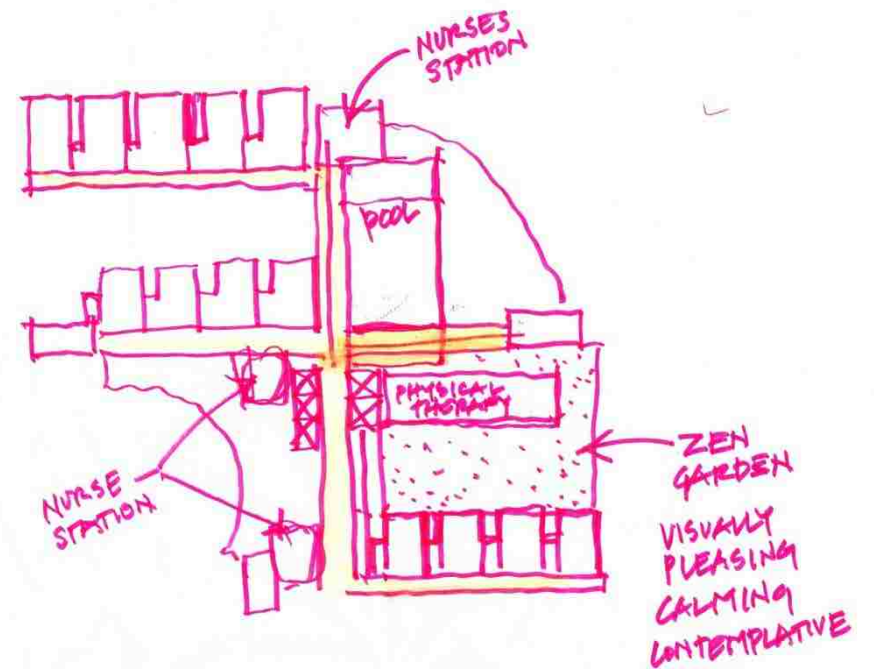 NURSES
STATION
POOL
PHYSICAL
THERAPY
NURSE
STATION
ZEN
GARDEN
VISUALLY
PLEASING
CALMING
CONTEMPLATIVE